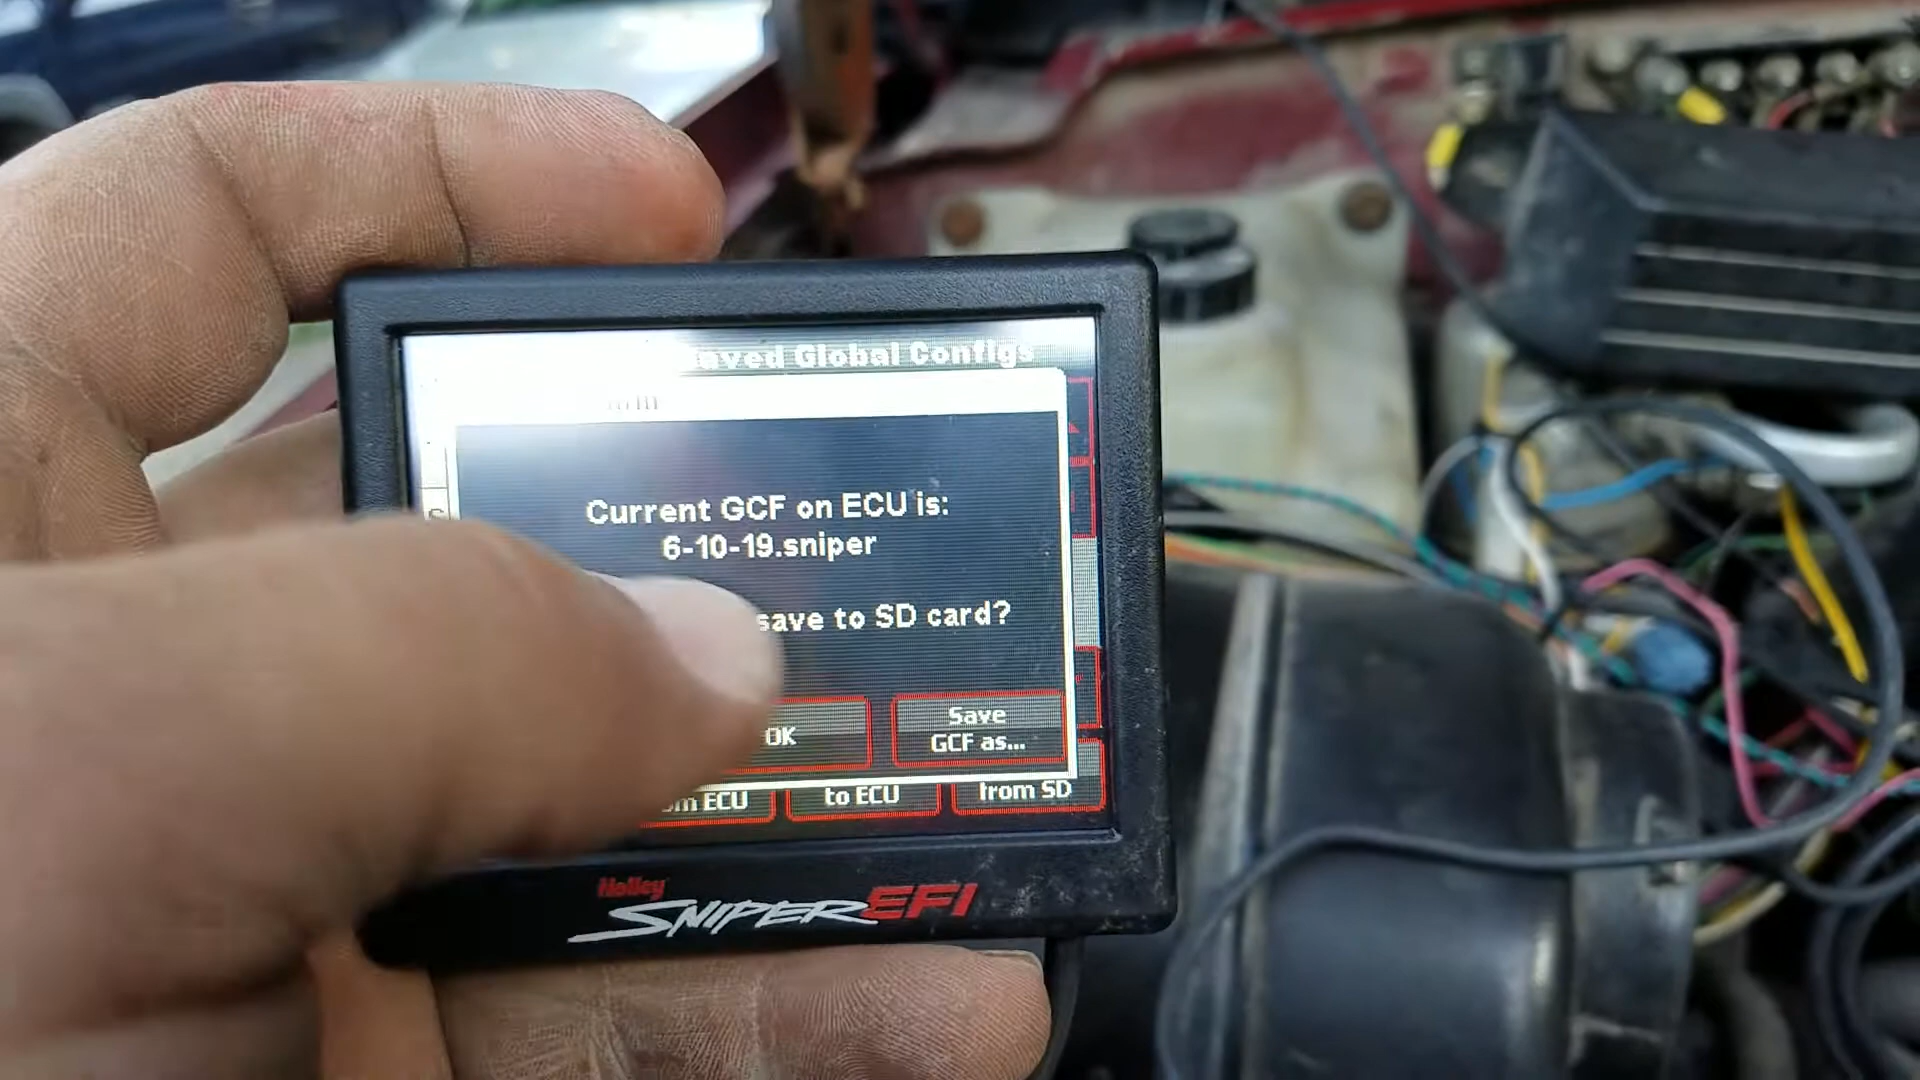 Saved Global Configs
Current GCF on ECU is:
6-10-19.sniper
save to SD card?
OK
Save
GCF as...
ECU
to ECU
from SD
Holley
SNIPER EFI